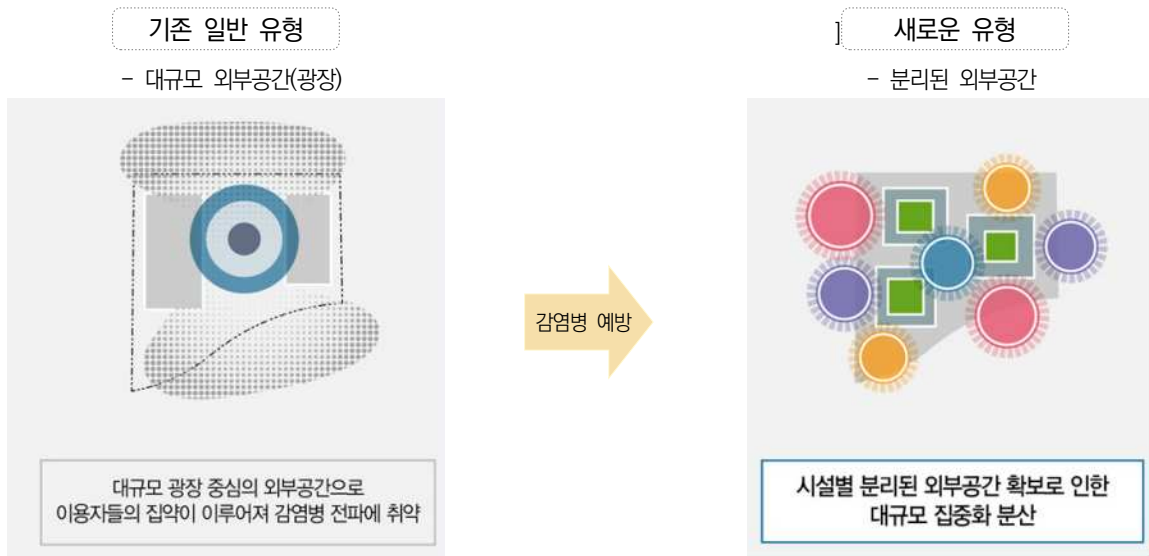 기존 일반 유형
- 대규모 외부공간(광장)
대규모 광장 중심의 외부공간으로
이용자들의 집약이 이루어져 감염병 전파에 취약
감염병 예방
] 새로운 유형
- 분리된 외부공간
시설별 분리된 외부공간 확보로 인한
대규모 집중화 분산